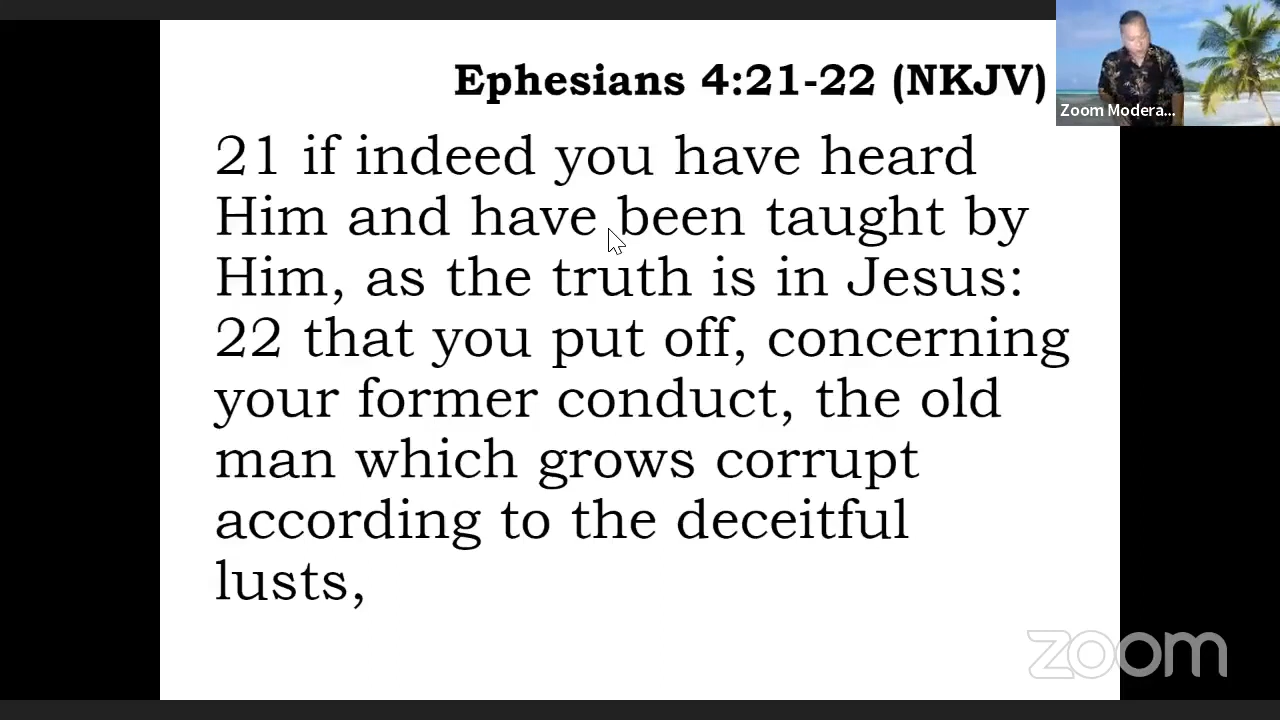 Ephesians 4:21-22 (NKJV)
Zoom Modera...
21 if indeed you have heard
Him and have been taught by
Him, as the truth is in Jesus:
22 that you put off, concerning
your former conduct, the old
man which grows corrupt
according to the deceitful
lusts,
zoom